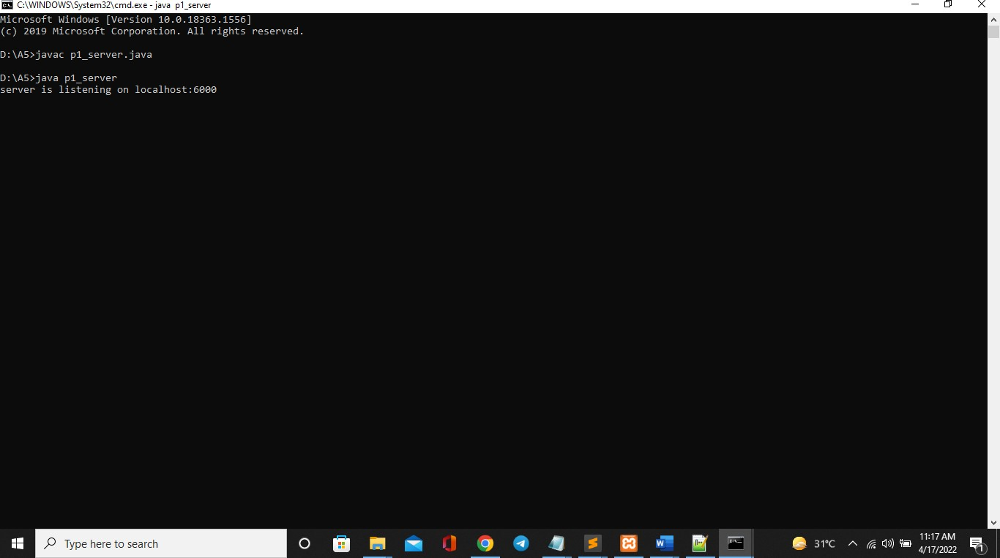 C:\WINDOWS\System32\cmd.exe - java p1_server
Microsoft Windows [Version 10.0.18363.1556]
(c) 2019 Microsoft Corporation. All rights reserved.
D:\A5>javac p1_server.java
D:\A5>java p1_server
server is listening on localhost:6000
Type here to search
31°C
11:17 AM
4/17/2022
1